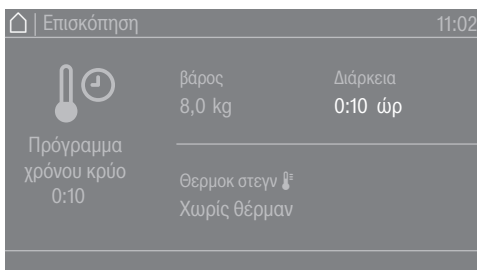 Επισκόπηση 11:02
βάρος Διάρκεια
8,0 kg 0:10 ώρ
Πρόγραμμα
χρόνου κρύο
0:10
Θερμοκ στεγν
Χωρίς θέρμαν